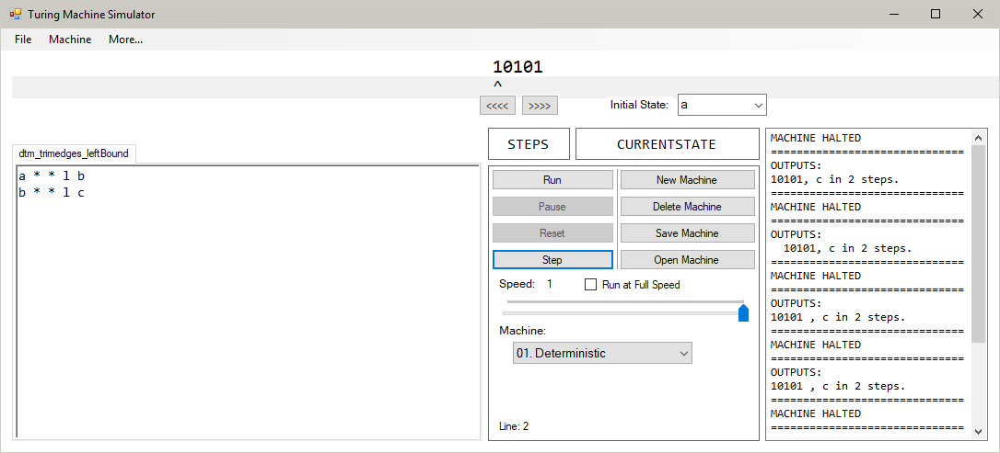 Turing Machine Simulator
File Machine More...
10101
^
<<<< >>>> Initial State: a
dtm_trimedges_leftBound
a * * l b
b * * l c
STEPS CURRENTSTATE
Run New Machine
Pause Delete Machine
Reset Save Machine
Step Open Machine
Speed: 1 Run at Full Speed
Machine:
01. Deterministic
Line: 2
MACHINE HALTED
==============================
OUTPUTS:
10101, c in 2 steps.
==============================
MACHINE HALTED
==============================
OUTPUTS:
  10101, c in 2 steps.
==============================
MACHINE HALTED
==============================
OUTPUTS:
10101 , c in 2 steps.
==============================
MACHINE HALTED
==============================
OUTPUTS:
10101 , c in 2 steps.
==============================
MACHINE HALTED
==============================